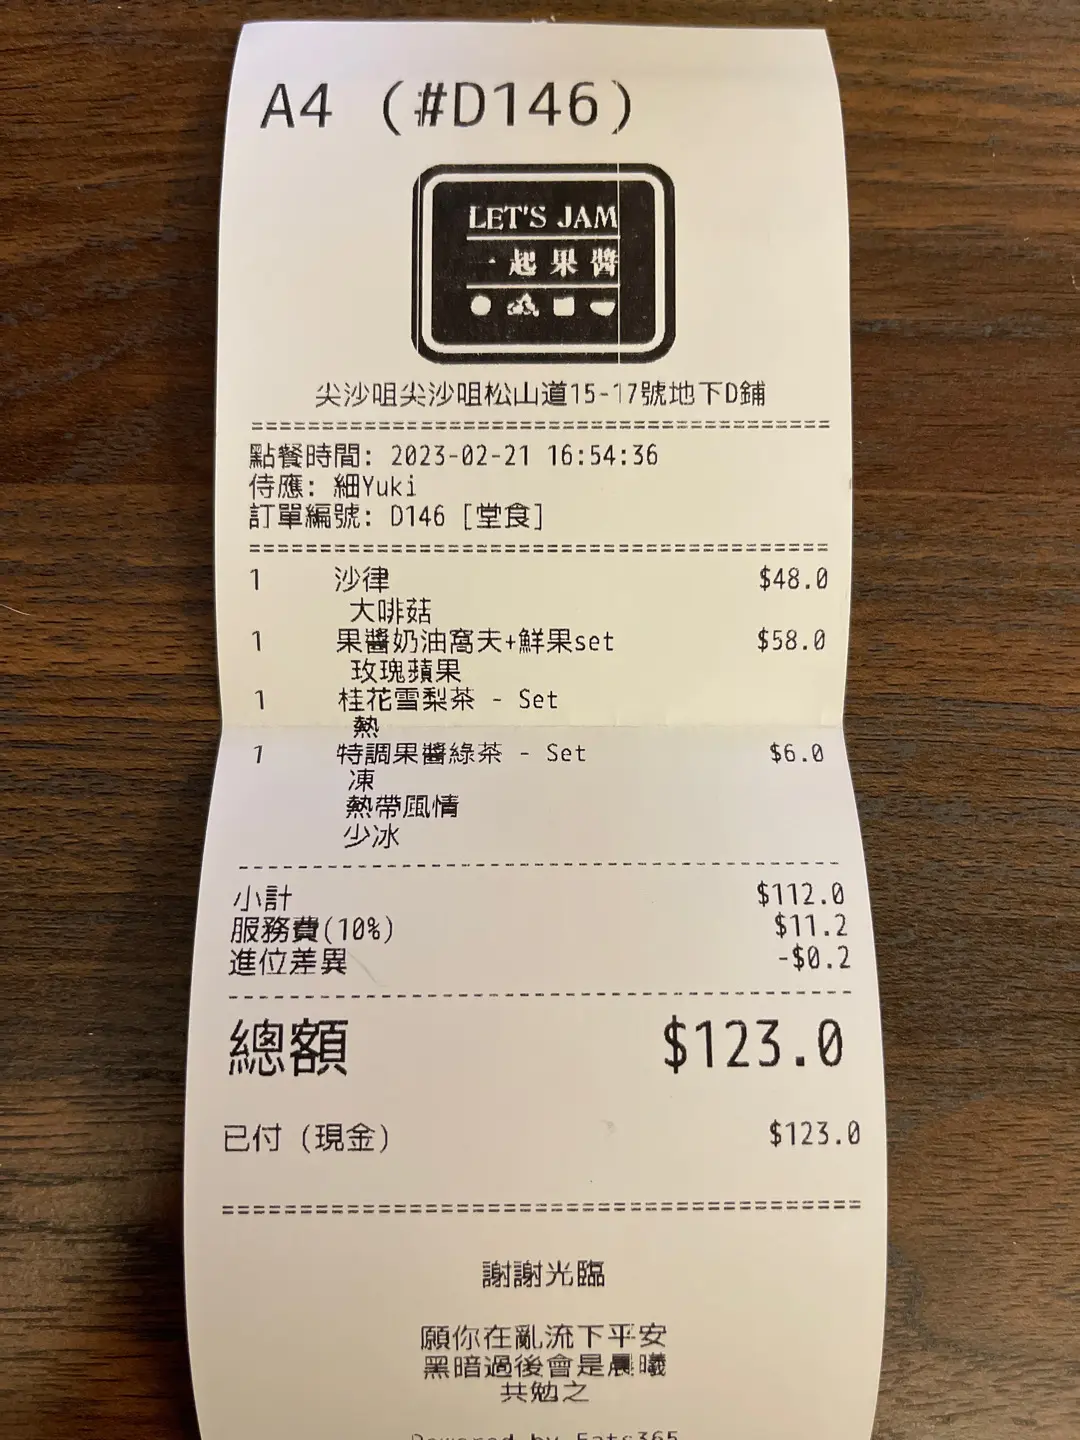 A4 (#D146)
LET'S JAM
一起果醬
尖沙咀尖沙咀松山道15-17號地下D鋪
點餐時間: 2023-02-21 16:54:36
侍應: 細Yuki
訂單編號: D146 [堂食]
1 沙律 $48.0
大啡菇
1 果醬奶油窩夫+鮮果set $58.0
玫瑰蘋果
1 桂花雪梨茶 - Set
熱
1 特調果醬綠茶 - Set $6.0
凍
熱帶風情
少冰
小計 $112.0
服務費(10%) $11.2
進位差異 -$0.2
總額 $123.0
已付 (現金) $123.0
謝謝光臨
願你在亂流下平安
黑暗過後會是晨曦
共勉之
Powered by Eats365